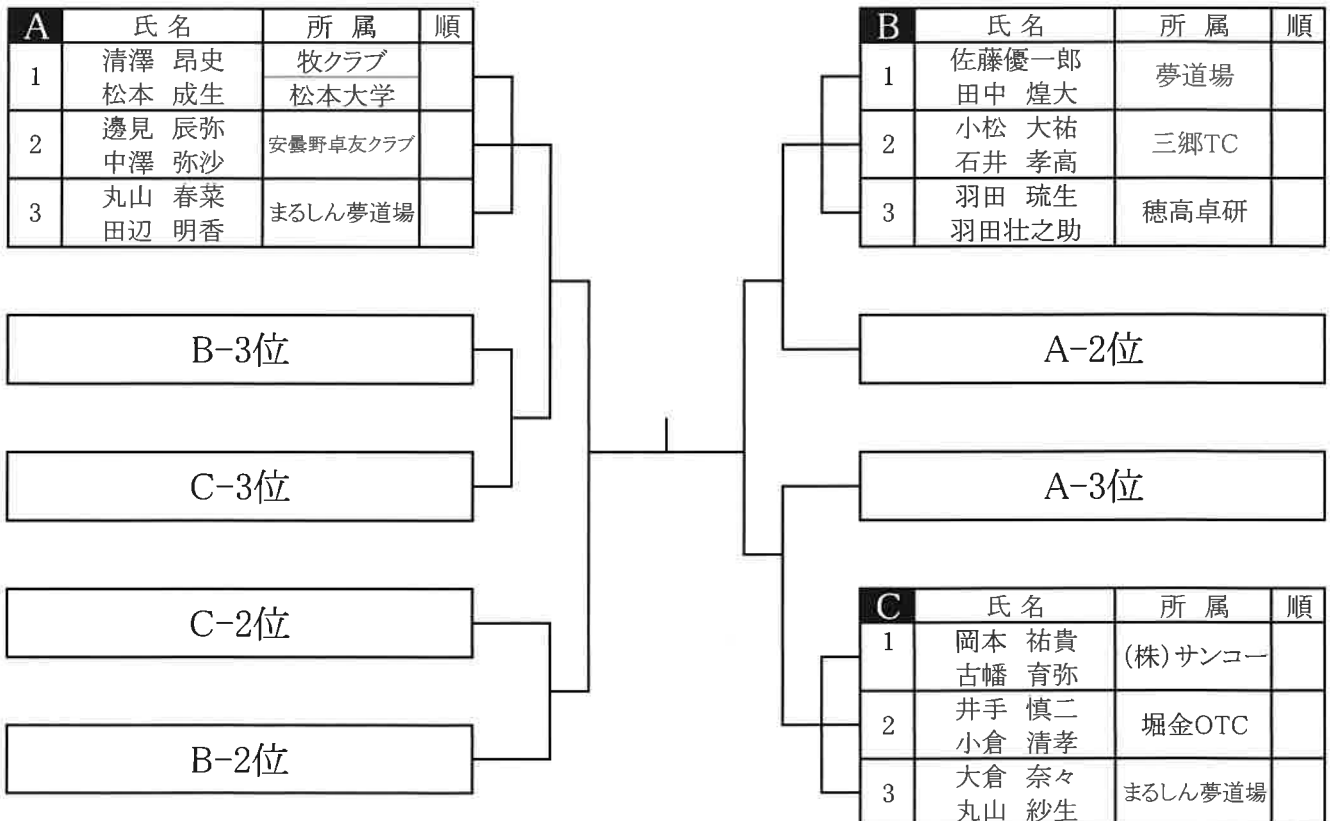 A 氏名 所属 順
1 清澤 昂史 牧クラブ
松本 成生 松本大学
2 邊見 辰弥 安曇野卓友クラブ
中澤 弥沙
3 丸山 春菜 まるしん夢道場
田辺 明香
B-3位
C-3位
C-2位
B-2位
B 氏名 所属 順
1 佐藤優一郎 夢道場
田中 煌大
2 小松 大祐 三郷TC
石井 孝高
3 羽田 琉生 穂高卓研
羽田壮之助
A-2位
A-3位
C 氏名 所属 順
1 岡本 祐貴 (株)サンコー
古幡 育弥
2 井手 慎二 堀金OTC
小倉 清孝
3 大倉 奈々 まるしん夢道場
丸山 紗生